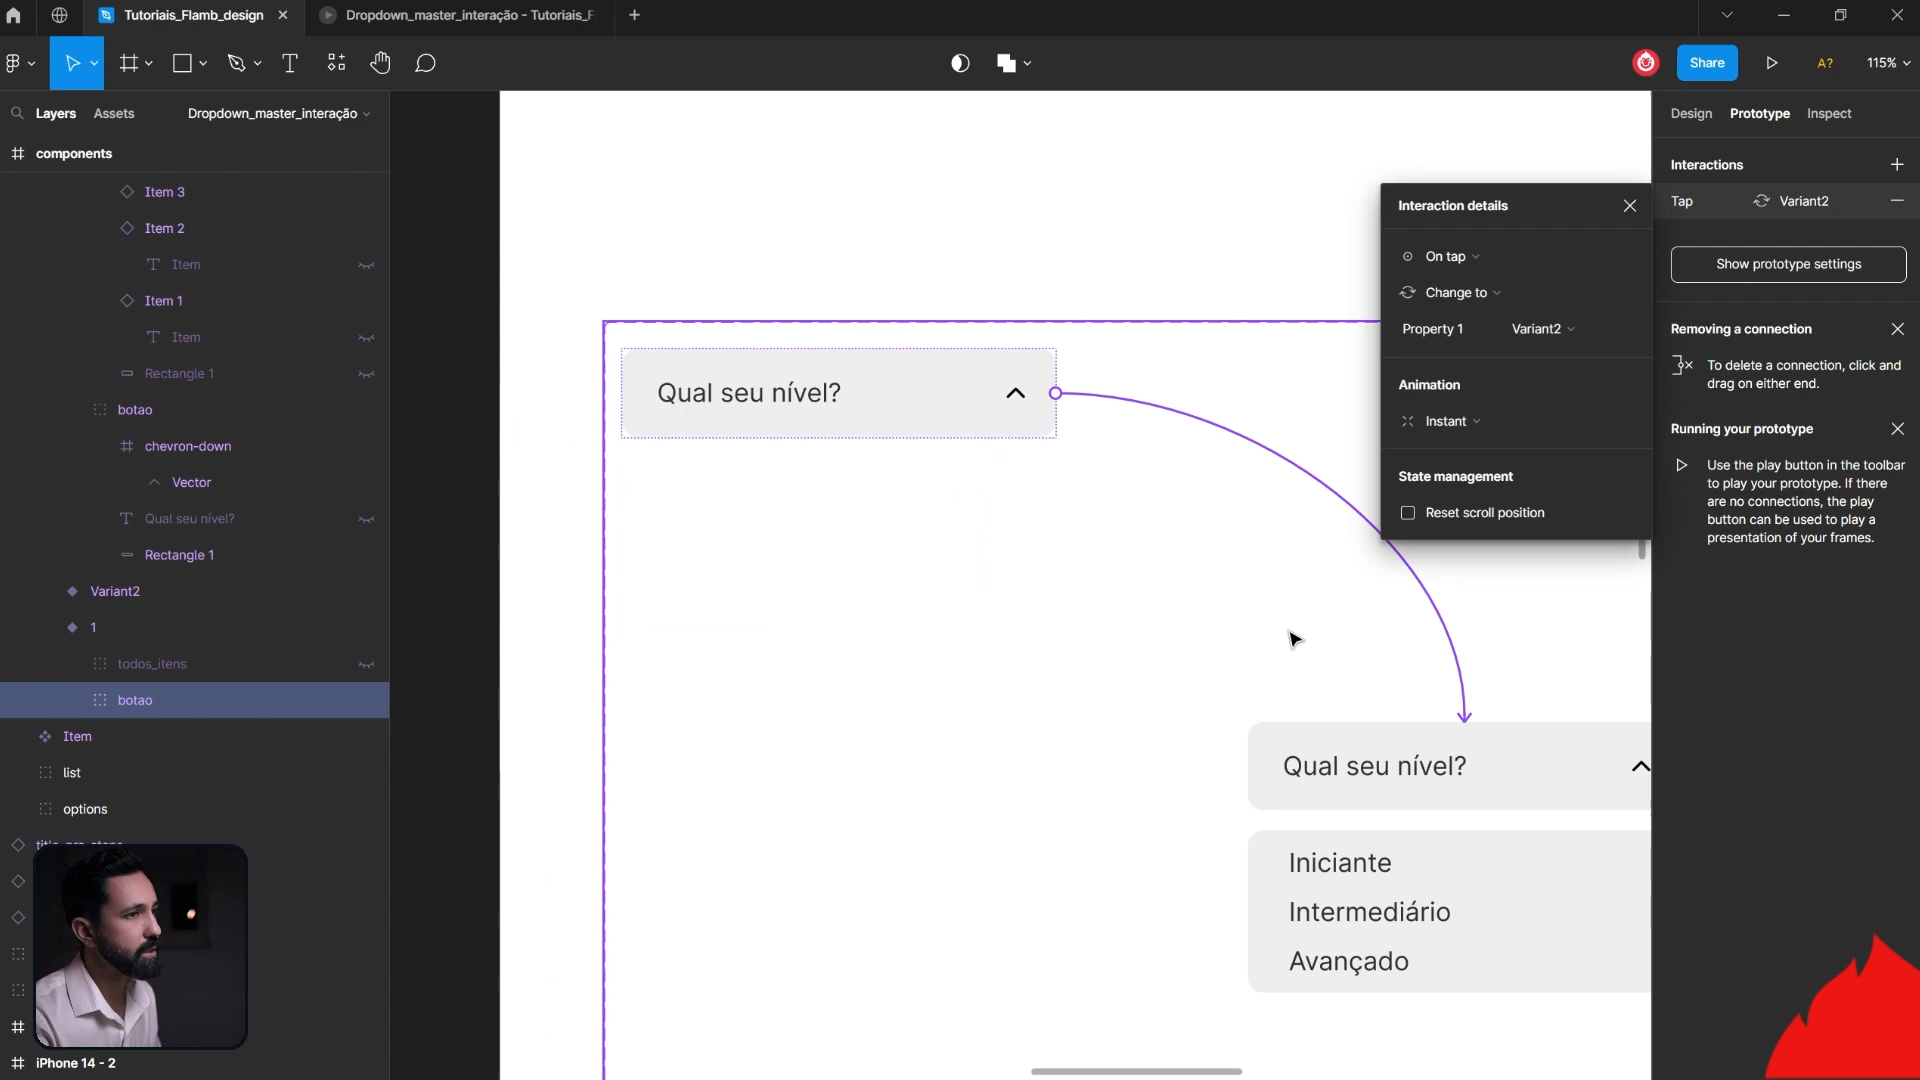 Tutoriais_Flamb_design
Dropdown_master_interação - Tutoriais_F
Share
A?
115%
Layers
Assets
Dropdown_master_interação
Design
Prototype
Inspect
components
Item 3
Item 2
Item
Item 1
Item
Rectangle 1
botao
chevron-down
Vector
Qual seu nível?
Rectangle 1
Variant2
1
todos_itens
botao
Item
list
options
iPhone 14 - 2
Qual seu nível?
Qual seu nível?
Iniciante
Intermediário
Avançado
Interaction details
On tap
Change to
Property 1
Variant2
Animation
Instant
State management
Reset scroll position
Interactions
Tap
Variant2
Show prototype settings
Removing a connection
To delete a connection, click and
drag on either end.
Running your prototype
Use the play button in the toolbar
to play your prototype. If there
are no connections, the play
button can be used to play a
presentation of your frames.